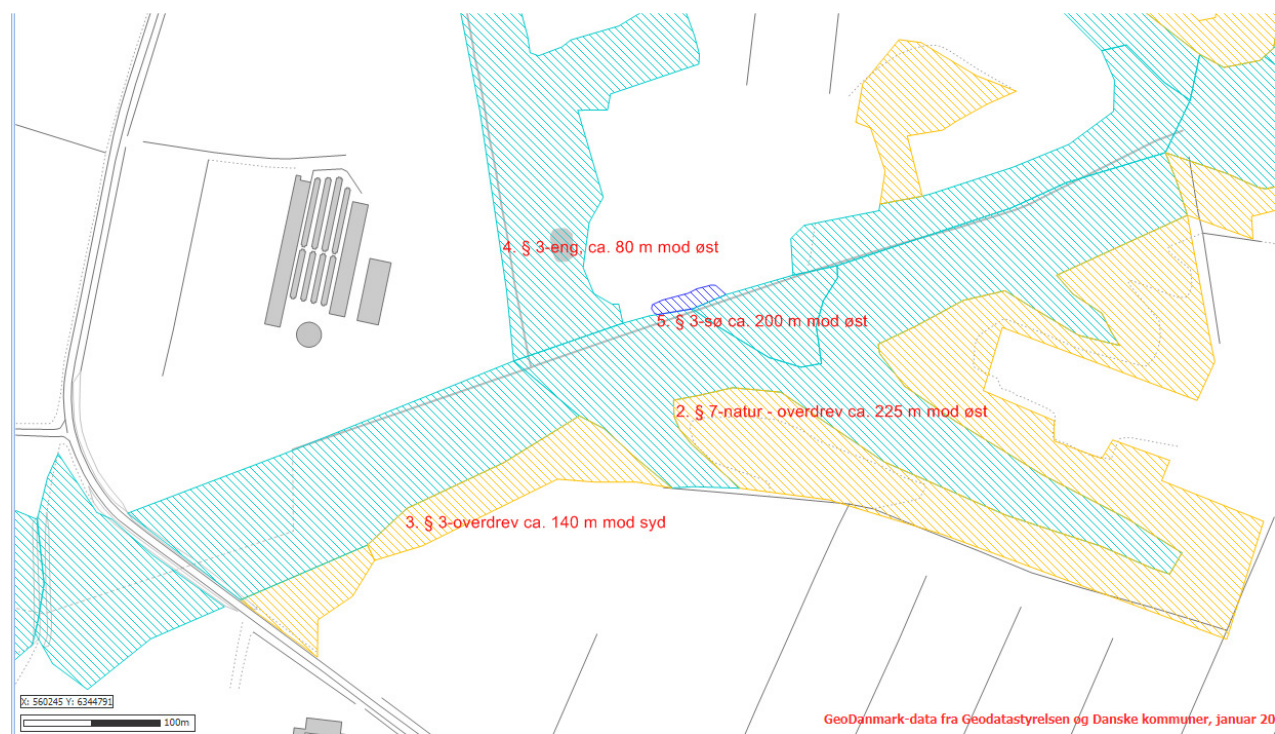 4. § 3-eng, ca. 80 m mod øst
5. § 3-sø ca. 200 m mod øst
2. § 7-natur - overdrev ca. 225 m mod øst
3. § 3-overdrev ca. 140 m mod syd
X: 560245 Y: 6344791
100m
GeoDanmark-data fra Geodatastyrelsen og Danske kommuner, januar 20